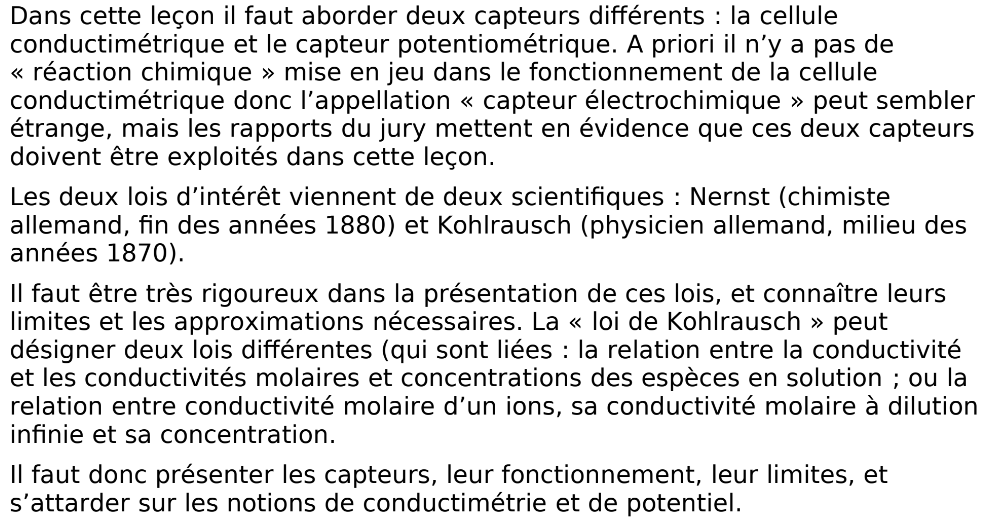 Dans cette leçon il faut aborder deux capteurs différents : la cellule
conductimétrique et le capteur potentiométrique. A priori il n’y a pas de
« réaction chimique » mise en jeu dans le fonctionnement de la cellule
conductimétrique donc l’appellation « capteur électrochimique » peut sembler
étrange, mais les rapports du jury mettent en évidence que ces deux capteurs
doivent être exploités dans cette leçon.
Les deux lois d’intérêt viennent de deux scientifiques : Nernst (chimiste
allemand, fin des années 1880) et Kohlrausch (physicien allemand, milieu des
années 1870).
Il faut être très rigoureux dans la présentation de ces lois, et connaître leurs
limites et les approximations nécessaires. La « loi de Kohlrausch » peut
désigner deux lois différentes (qui sont liées : la relation entre la conductivité
et les conductivités molaires et concentrations des espèces en solution ; ou la
relation entre conductivité molaire d’un ions, sa conductivité molaire à dilution
infinie et sa concentration.
Il faut donc présenter les capteurs, leur fonctionnement, leur limites, et
s’attarder sur les notions de conductimétrie et de potentiel.